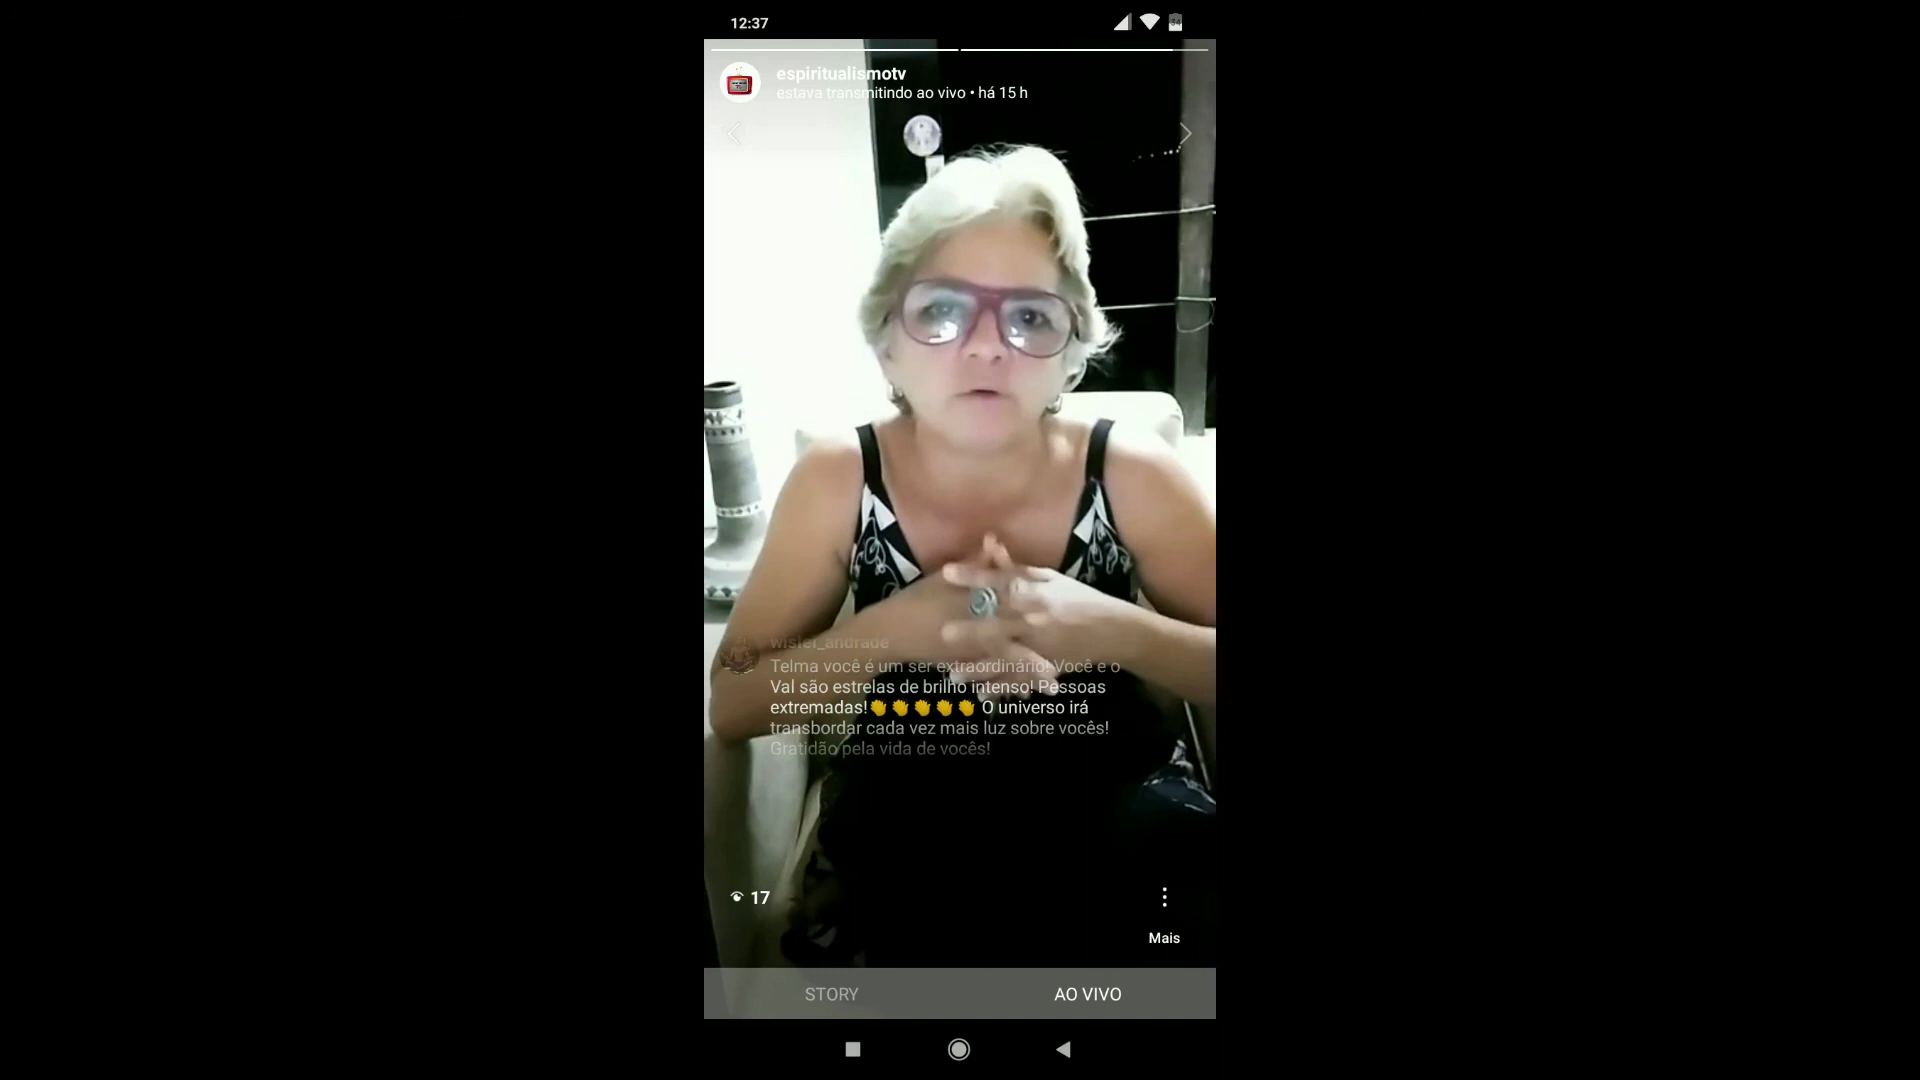 12:37
espiritualismotv
estava transmitindo ao vivo • há 15 h
wislei_andrade
Telma você é um ser extraordinário! Você e o
Val são estrelas de brilho intenso! Pessoas
extremadas!👏👏👏👏👏 O universo irá
transbordar cada vez mais luz sobre vocês!
Gratidão pela vida de vocês!
17
Mais
STORY
AO VIVO